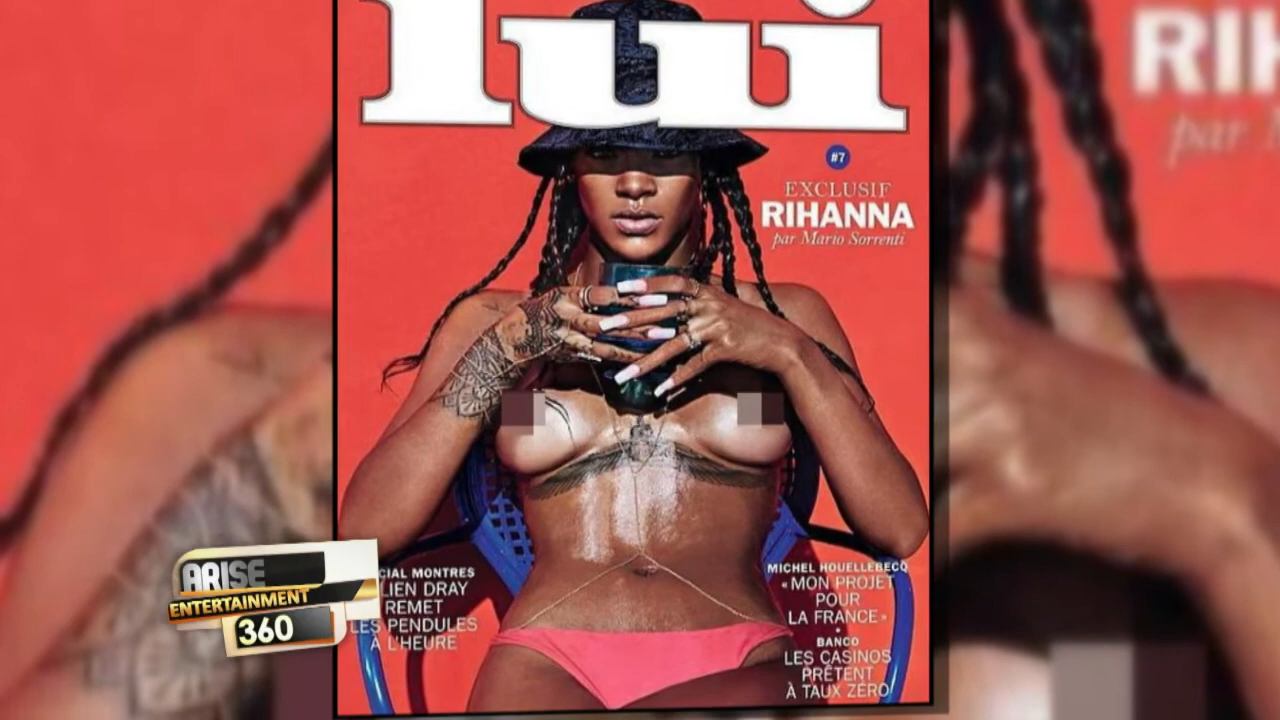 lui
RIH
par M
#7
EXCLUSIF
RIHANNA
par Mario Sorrenti
CIAL MONTRES
LIEN DRAY
REMET
LES PENDULES
À L'HEURE
MICHEL HOUELLEBECQ
«MON PROJET
POUR
LA FRANCE»
•
BANCO
LES CASINOS
PRÊTENT
À TAUX ZÉRO
ARISE
ENTERTAINMENT
360